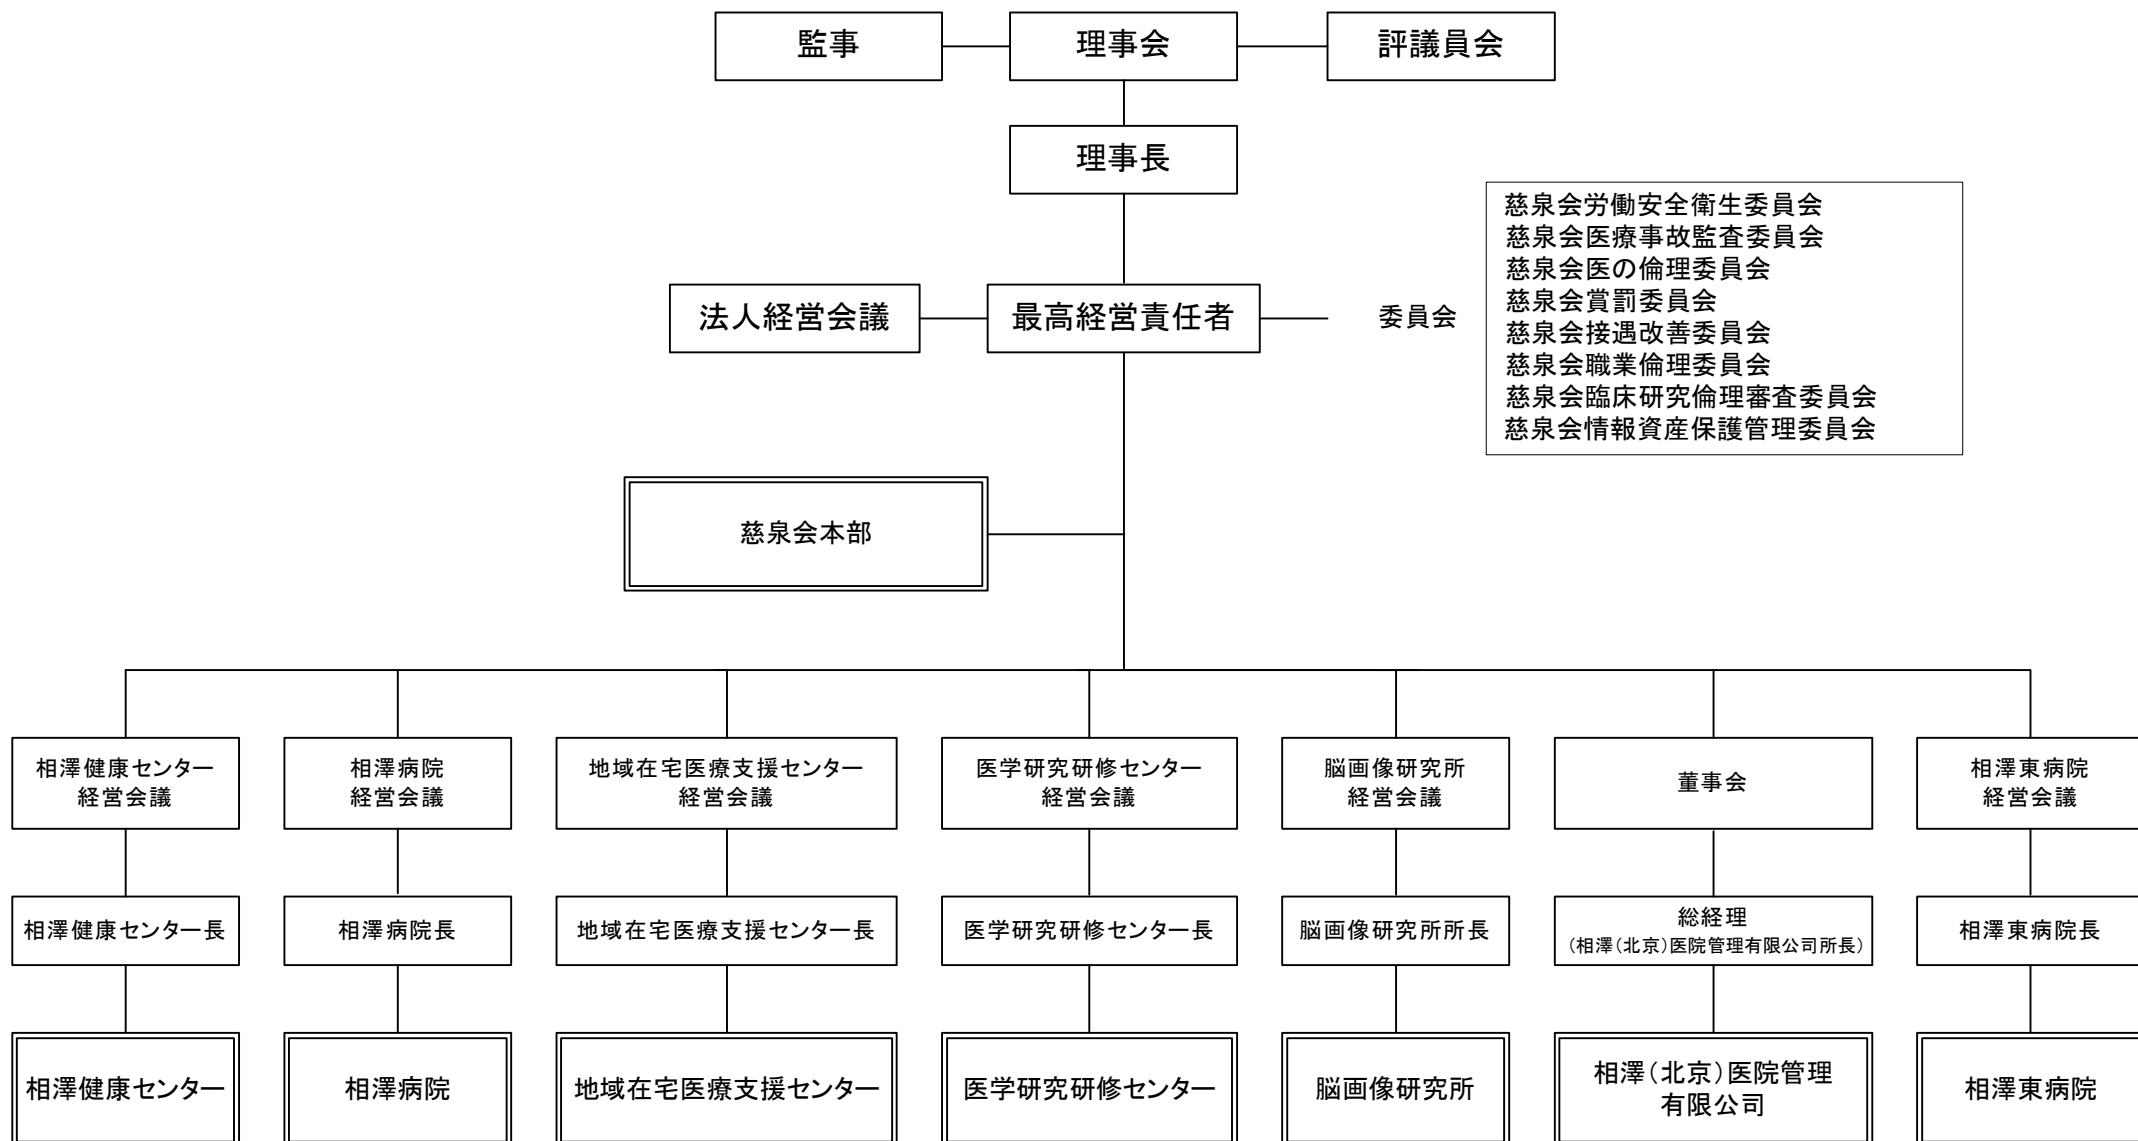 監事
理事会
評議員会
理事長
慈泉会労働安全衛生委員会
慈泉会医療事故監査委員会
慈泉会医の倫理委員会
慈泉会賞罰委員会
慈泉会接遇改善委員会
慈泉会職業倫理委員会
慈泉会臨床研究倫理審査委員会
慈泉会情報資産保護管理委員会
法人経営会議
最高経営責任者
委員会
慈泉会本部
相澤健康センター
経営会議
相澤病院
経営会議
地域在宅医療支援センター
経営会議
医学研究研修センター
経営会議
脳画像研究所
経営会議
董事会
相澤東病院
経営会議
相澤健康センター長
相澤病院長
地域在宅医療支援センター長
医学研究研修センター長
脳画像研究所所長
総経理
(相澤(北京)医院管理有限公司所長)
相澤東病院長
相澤健康センター
相澤病院
地域在宅医療支援センター
医学研究研修センター
脳画像研究所
相澤(北京)医院管理
有限公司
相澤東病院